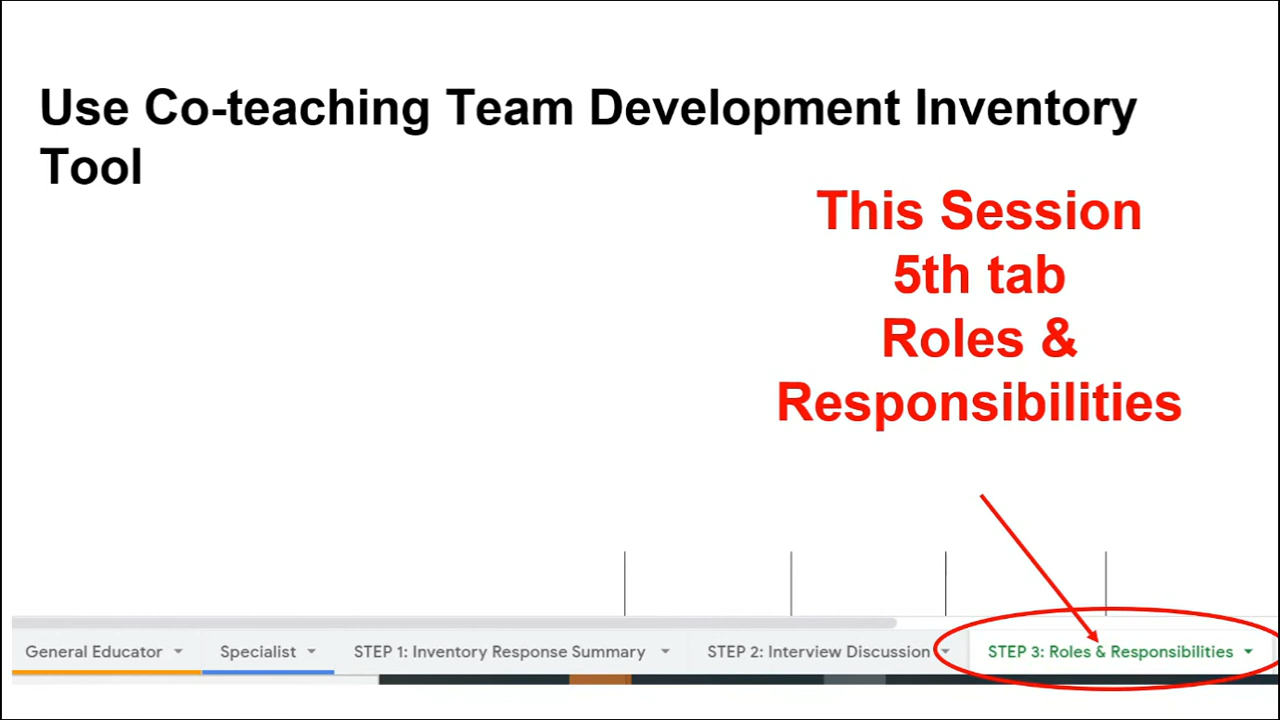 Use Co-teaching Team Development Inventory
Tool
This Session
5th tab
Roles &
Responsibilities
General Educator Specialist STEP 1: Inventory Response Summary STEP 2: Interview Discussion STEP 3: Roles & Responsibilities